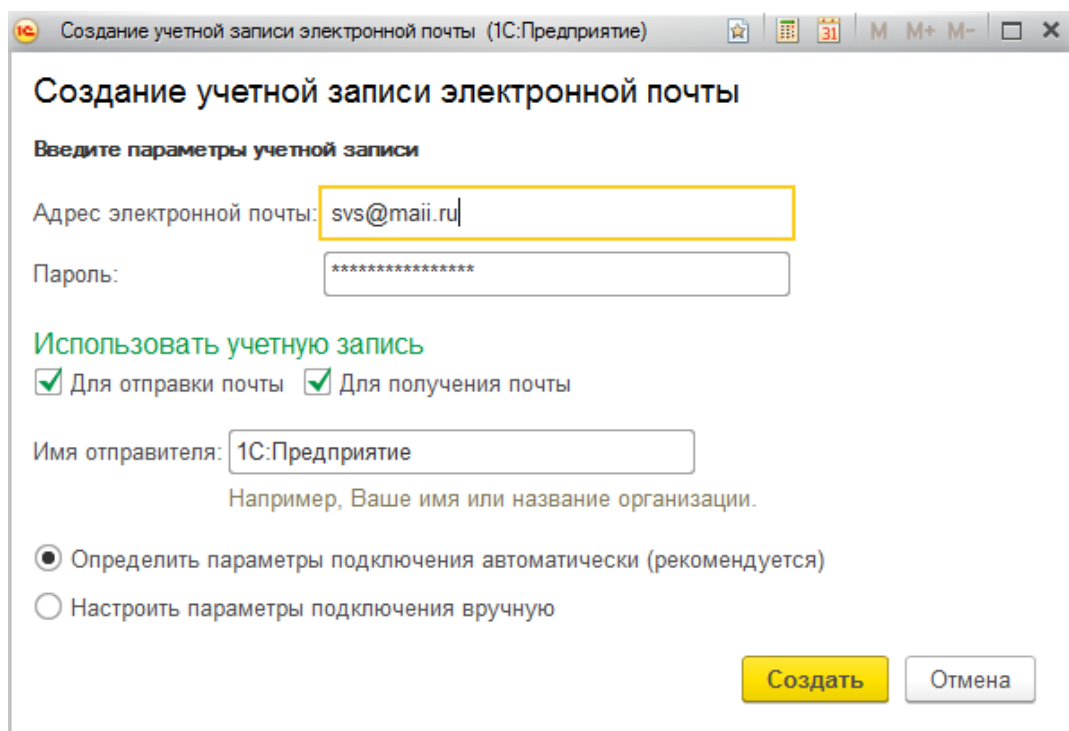 1С Создание учетной записи электронной почты (1С:Предприятие) 31 M M+ M-
Создание учетной записи электронной почты
Введите параметры учетной записи
Адрес электронной почты: svs@maii.ru
Пароль: ****************
Использовать учетную запись
Для отправки почты Для получения почты
Имя отправителя: 1С:Предприятие
Например, Ваше имя или название организации.
Определить параметры подключения автоматически (рекомендуется)
Настроить параметры подключения вручную
Создать Отмена